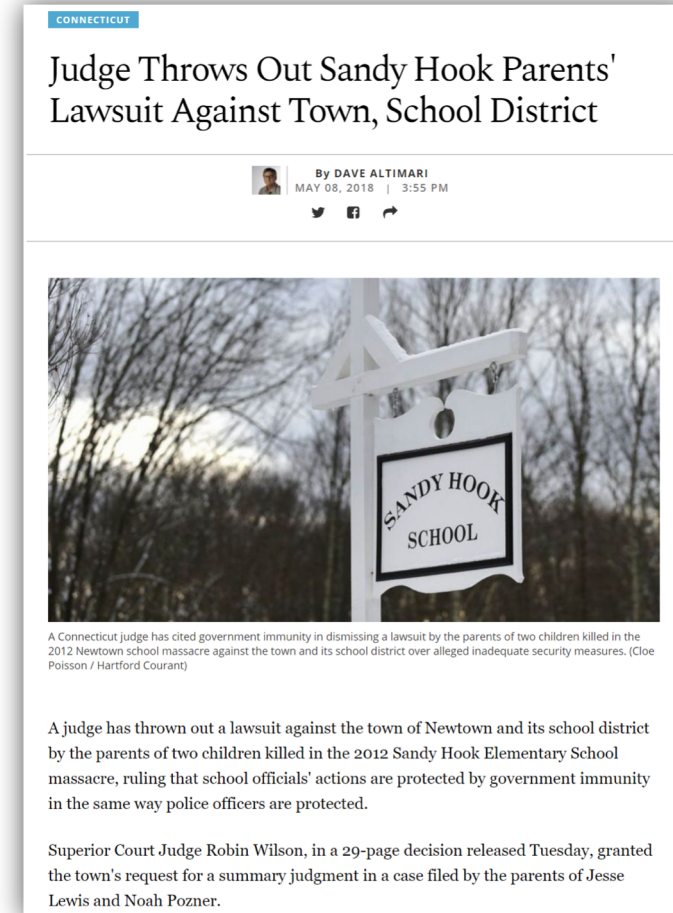 CONNECTICUT
Judge Throws Out Sandy Hook Parents'
Lawsuit Against Town, School District
By DAVE ALTIMARI
MAY 08, 2018 | 3:55 PM
SANDY HOOK
SCHOOL
A Connecticut judge has cited government immunity in dismissing a lawsuit by the parents of two children killed in the
2012 Newtown school massacre against the town and its school district over alleged inadequate security measures. (Cloe
Poisson / Hartford Courant)
A judge has thrown out a lawsuit against the town of Newtown and its school district
by the parents of two children killed in the 2012 Sandy Hook Elementary School
massacre, ruling that school officials' actions are protected by government immunity
in the same way police officers are protected.
Superior Court Judge Robin Wilson, in a 29-page decision released Tuesday, granted
the town's request for a summary judgment in a case filed by the parents of Jesse
Lewis and Noah Pozner.